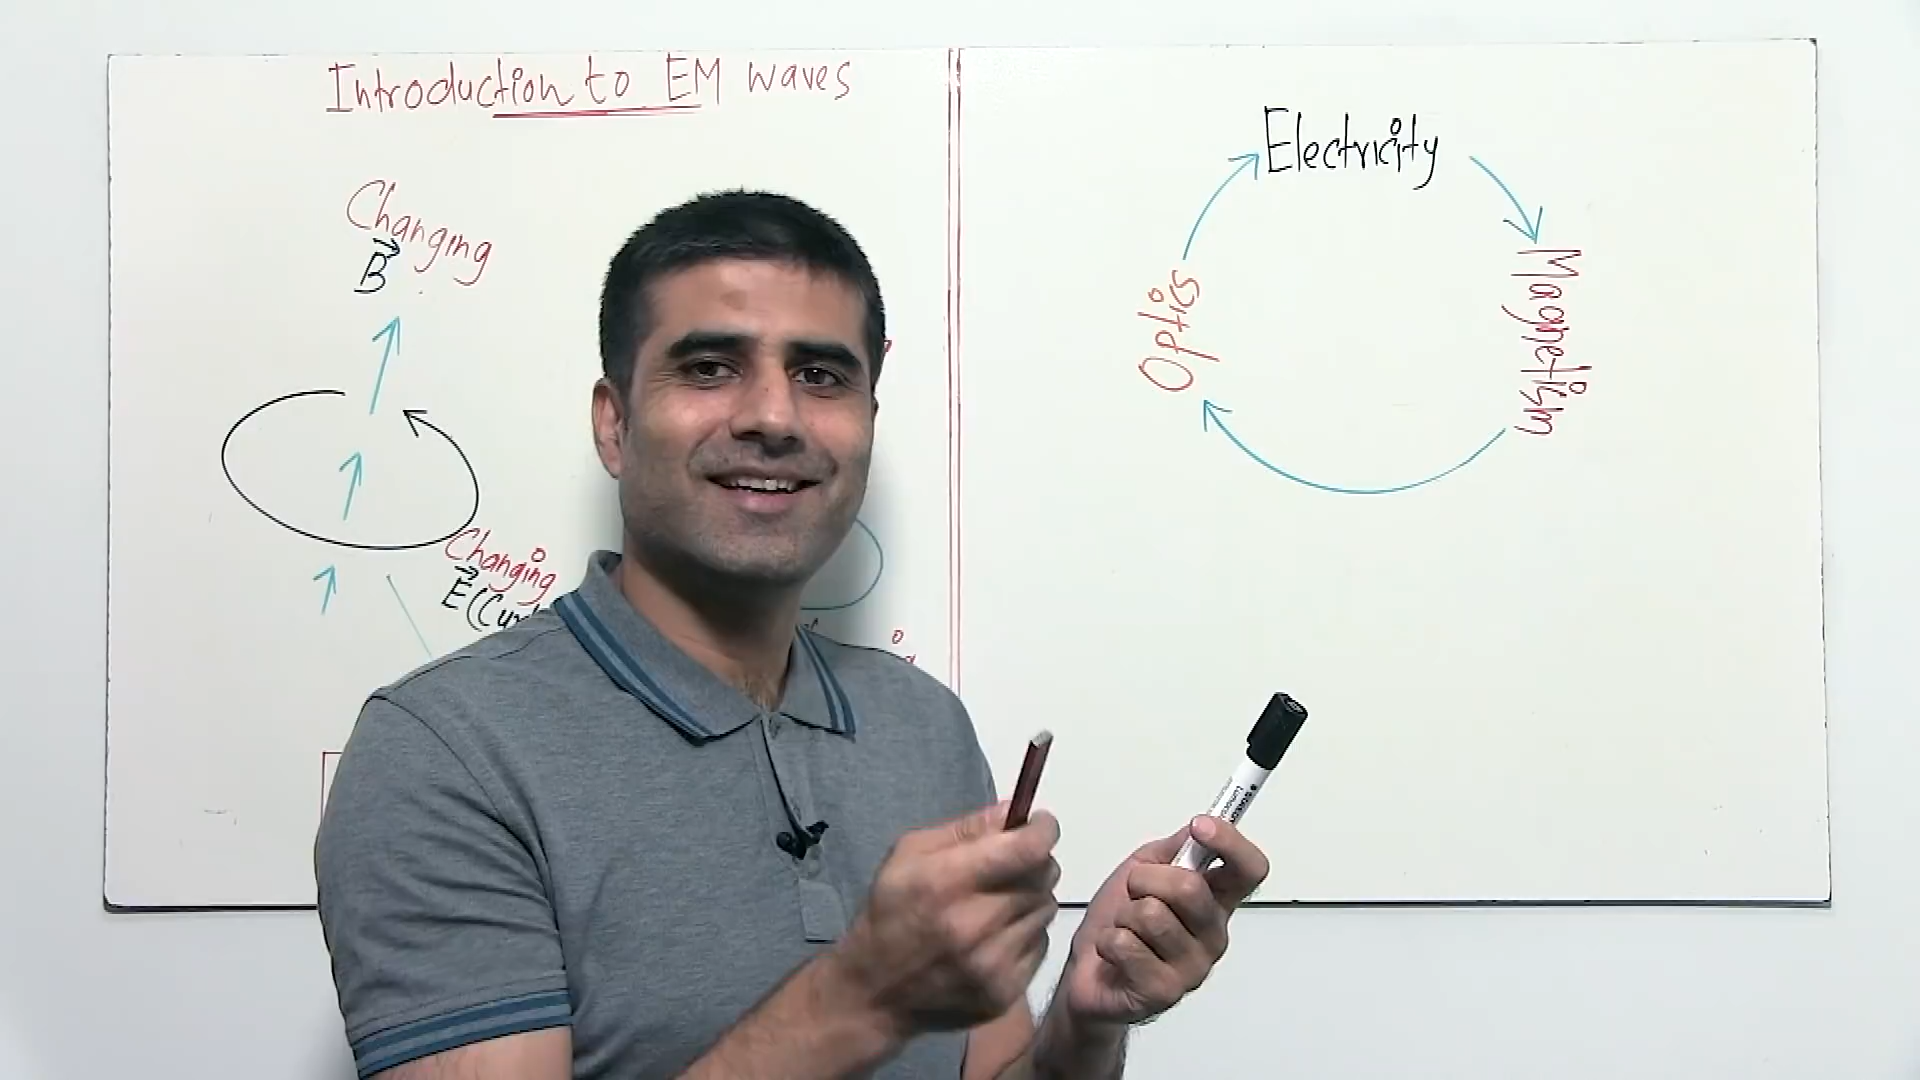 Introduction to EM waves
Changing
B
Changing
E
Electricity
Magnetism
Optics